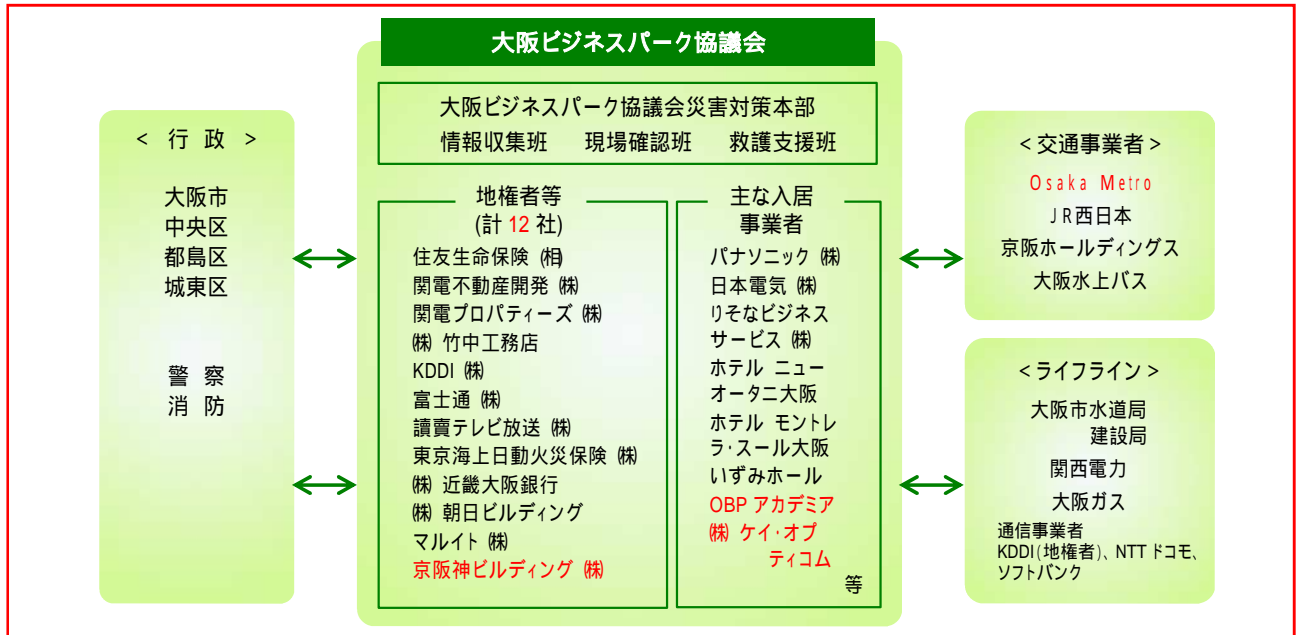 大阪ビジネスパーク協議会
大阪ビジネスパーク協議会災害対策本部
情報収集班 現場確認班 救護支援班
< 行 政 >
大阪市
中央区
都島区
城東区
警 察
消 防
地権者等
(計 12 社)
住友生命保険 ㈳
関電不動産開発 ㈱
関電プロパティーズ ㈱
㈱ 竹中工務店
KDDI ㈱
富士通 ㈱
讀賣テレビ放送 ㈱
東京海上日動火災保険 ㈱
㈱ 近畿大阪銀行
㈱ 朝日ビルディング
マルイト ㈱
京阪神ビルディング ㈱
主な入居
事業者
パナソニック ㈱
日本電気 ㈱
りそなビジネス
サービス ㈱
ホテル ニュー
オータニ大阪
ホテル モントレ
ラ･スール大阪
いずみホール
OBP アカデミア
㈱ ケイ･オプ
ティコム
等
<交通事業者>
Osaka Metro
JR西日本
京阪ホールディングス
大阪水上バス
<ライフライン>
大阪市水道局
建設局
関西電力
大阪ガス
通信事業者
KDDI(地権者)、NTTドコモ、
ソフトバンク